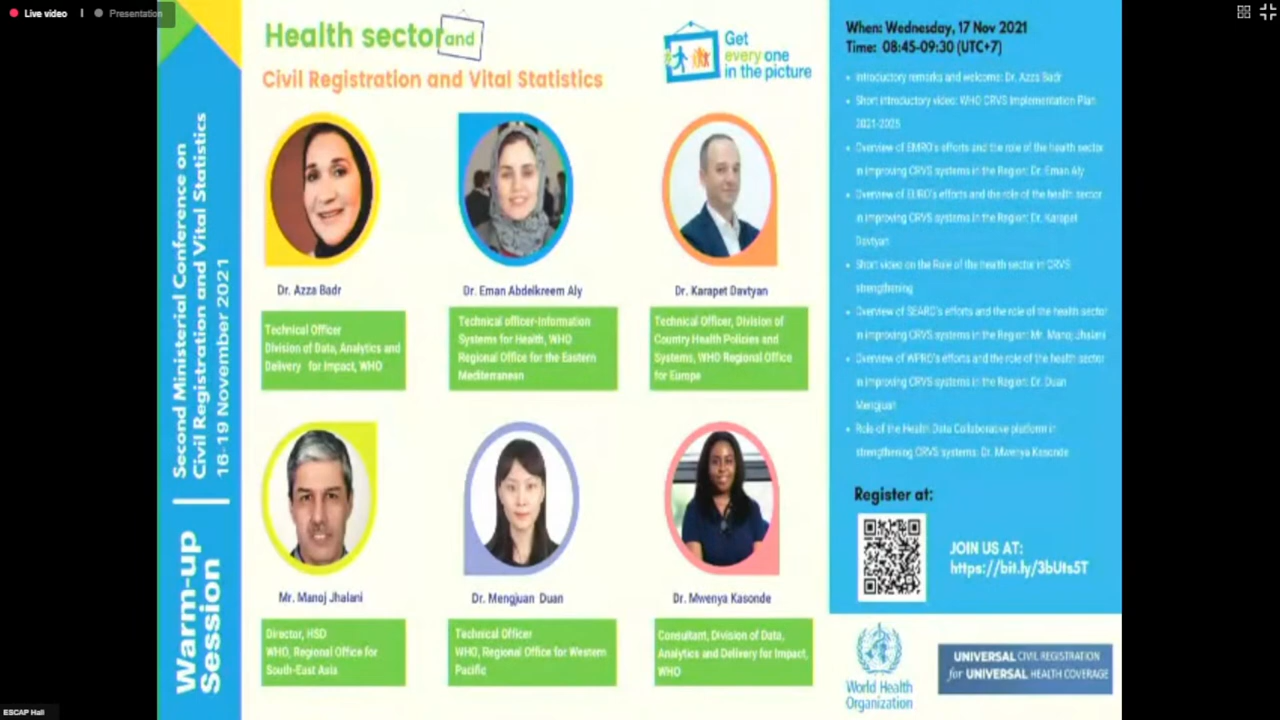 Live video
Presentation
Second Ministerial Conference on
Civil Registration and Vital Statistics
16-19 November 2021
Warm-up
Session
Health sector and
Civil Registration and Vital Statistics
Get
every one
in the picture
Dr. Azza Badr
Technical Officer
Division of Data, Analytics and
Delivery for Impact, WHO
Dr. Eman Abdelkreem Aly
Technical officer-Information
Systems for Health, WHO
Regional Office for the Eastern
Mediterranean
Dr. Karapet Davtyan
Technical Officer, Division of
Country Health Policies and
Systems, WHO Regional Office
for Europe
Mr. Manoj Jhalani
Director, HSD
WHO, Regional Office for
South-East Asia
Dr. Mengjuan Duan
Technical Officer
WHO, Regional Office for Western
Pacific
Dr. Mwenya Kasonde
Consultant, Division of Data,
Analytics and Delivery for Impact,
WHO
When: Wednesday, 17 Nov 2021
Time: 08:45-09:30 (UTC+7)
Introductory remarks and welcome: Dr. Azza Badr
Short introductory video: WHO CRVS Implementation Plan
2021-2025
Overview of EMRO's efforts and the role of the health sector
in improving CRVS systems in the Region: Dr. Eman Aly
Overview of EURO's efforts and the role of the health sector
in improving CRVS systems in the Region: Dr. Karapet
Davtyan
Short video on the Role of the health sector in CRVS
strengthening
Overview of SEARO's efforts and the role of the health sector
in improving CRVS systems in the Region: Mr. Manoj Jhalani
Overview of WPRO's efforts and the role of the health sector
in improving CRVS systems in the Region: Dr. Duan
Mengjuan
Role of the Health Data Collaborative platform in
strengthening CRVS systems: Dr. Mwenya Kasonde
Register at:
JOIN US AT:
https://bit.ly/3bUts5T
World Health
Organization
UNIVERSAL CIVIL REGISTRATION
for UNIVERSAL HEALTH COVERAGE
ESCAP Hall